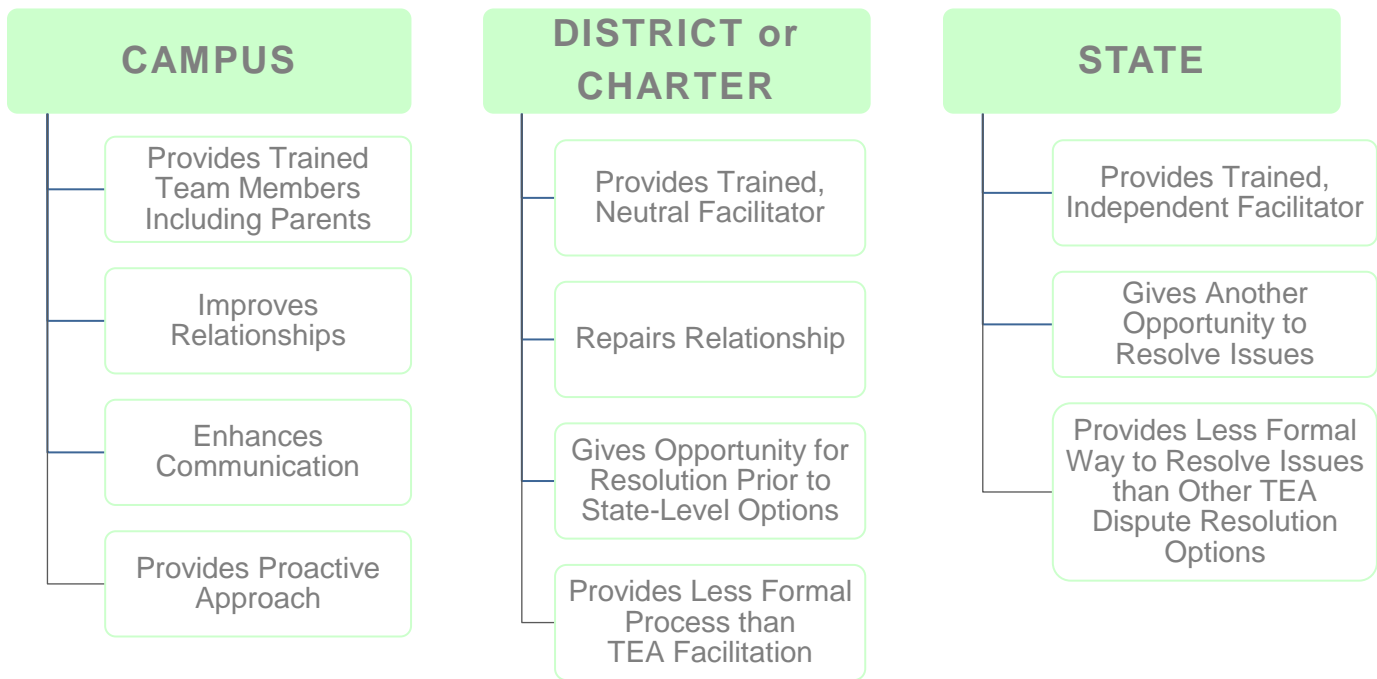 CAMPUS
Provides Trained
Team Members
Including Parents
Improves
Relationships
Enhances
Communication
Provides Proactive
Approach
DISTRICT or
CHARTER
Provides Trained,
Neutral Facilitator
Repairs Relationship
Gives Opportunity for
Resolution Prior to
State-Level Options
Provides Less Formal
Process than
TEA Facilitation
STATE
Provides Trained,
Independent Facilitator
Gives Another
Opportunity to
Resolve Issues
Provides Less Formal
Way to Resolve Issues
than Other TEA
Dispute Resolution
Options